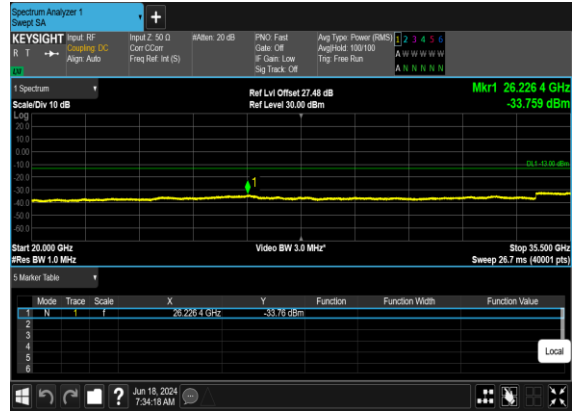 Spectrum Analyzer 1
Swept SA
+
KEYSIGHT
R T
Input: RF
Coupling: DC
Align: Auto
Input Z: 50 Ω
Corr CCorr
Freq Ref: Int (S)
#Atten: 20 dB
PNO: Fast
Gate: Off
IF Gain: Low
Sig Track: Off
Avg Type: Power (RMS)
Avg|Hold: 100/100
Trig: Free Run
1 2 3 4 5 6
A W W W W W
A N N N N N
1 Spectrum
Scale/Div 10 dB
Ref Lvl Offset 27.48 dB
Ref Level 30.00 dBm
Mkr1 26.226 4 GHz
-33.759 dBm
Log
20.0
10.0
0.00
-10.0
-20.0
-30.0
-40.0
-50.0
-60.0
DL1 -13.00 dBm
1
Start 20.000 GHz
#Res BW 1.0 MHz
Video BW 3.0 MHz*
Stop 35.500 GHz
Sweep 26.7 ms (40001 pts)
5 Marker Table
Mode Trace Scale X Y Function Function Width Function Value
1 N 1 f 26.226 4 GHz -33.76 dBm
2
3
4
5
6
Local
?
Jun 18, 2024
7:34:18 AM